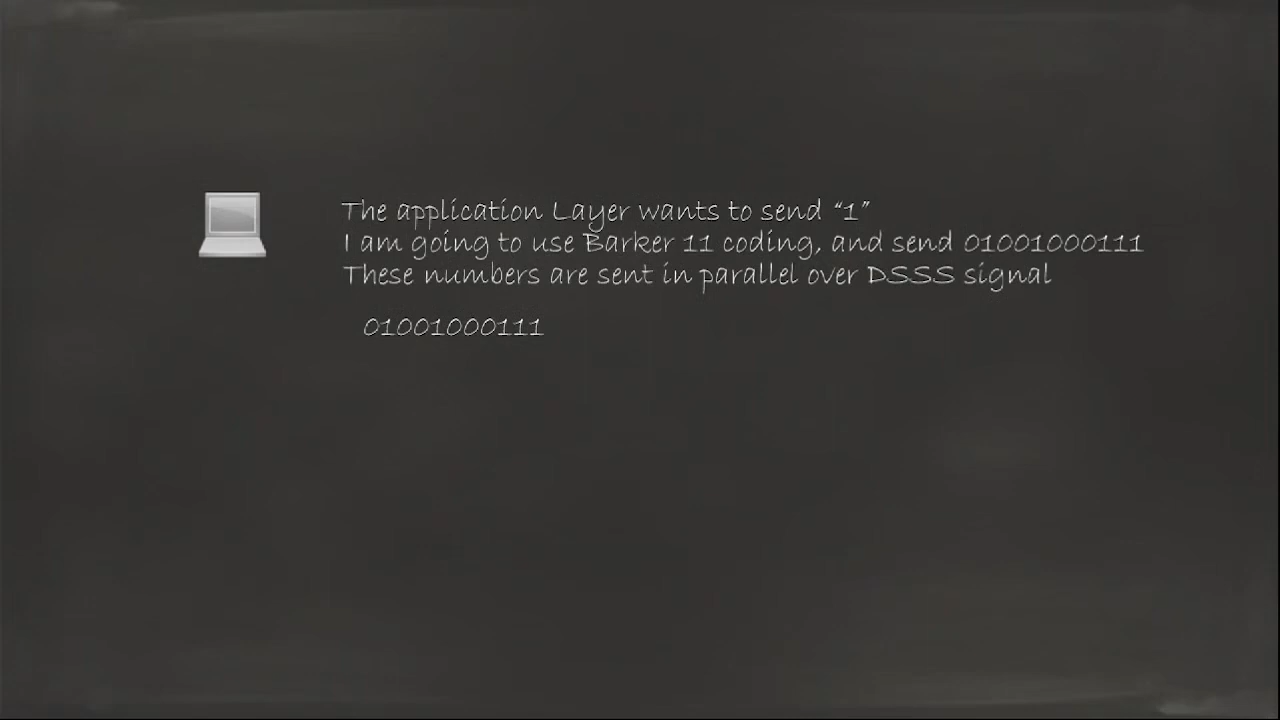 The application Layer wants to send “1”
I am going to use Barker 11 coding, and send 01001000111
These numbers are sent in parallel over DSSS signal
01001000111